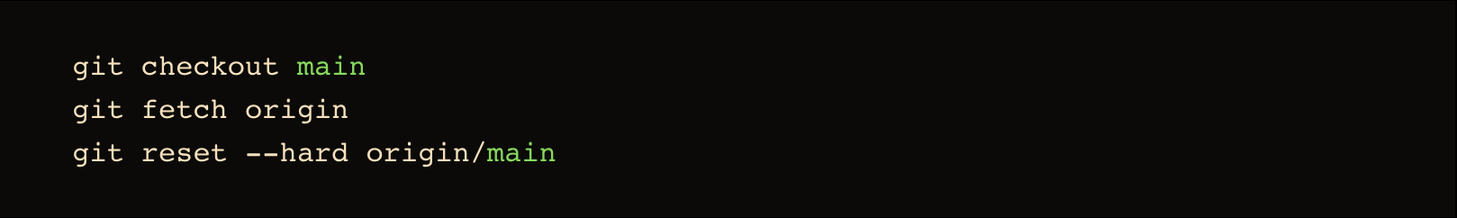 git checkout main
git fetch origin
git reset --hard origin/main